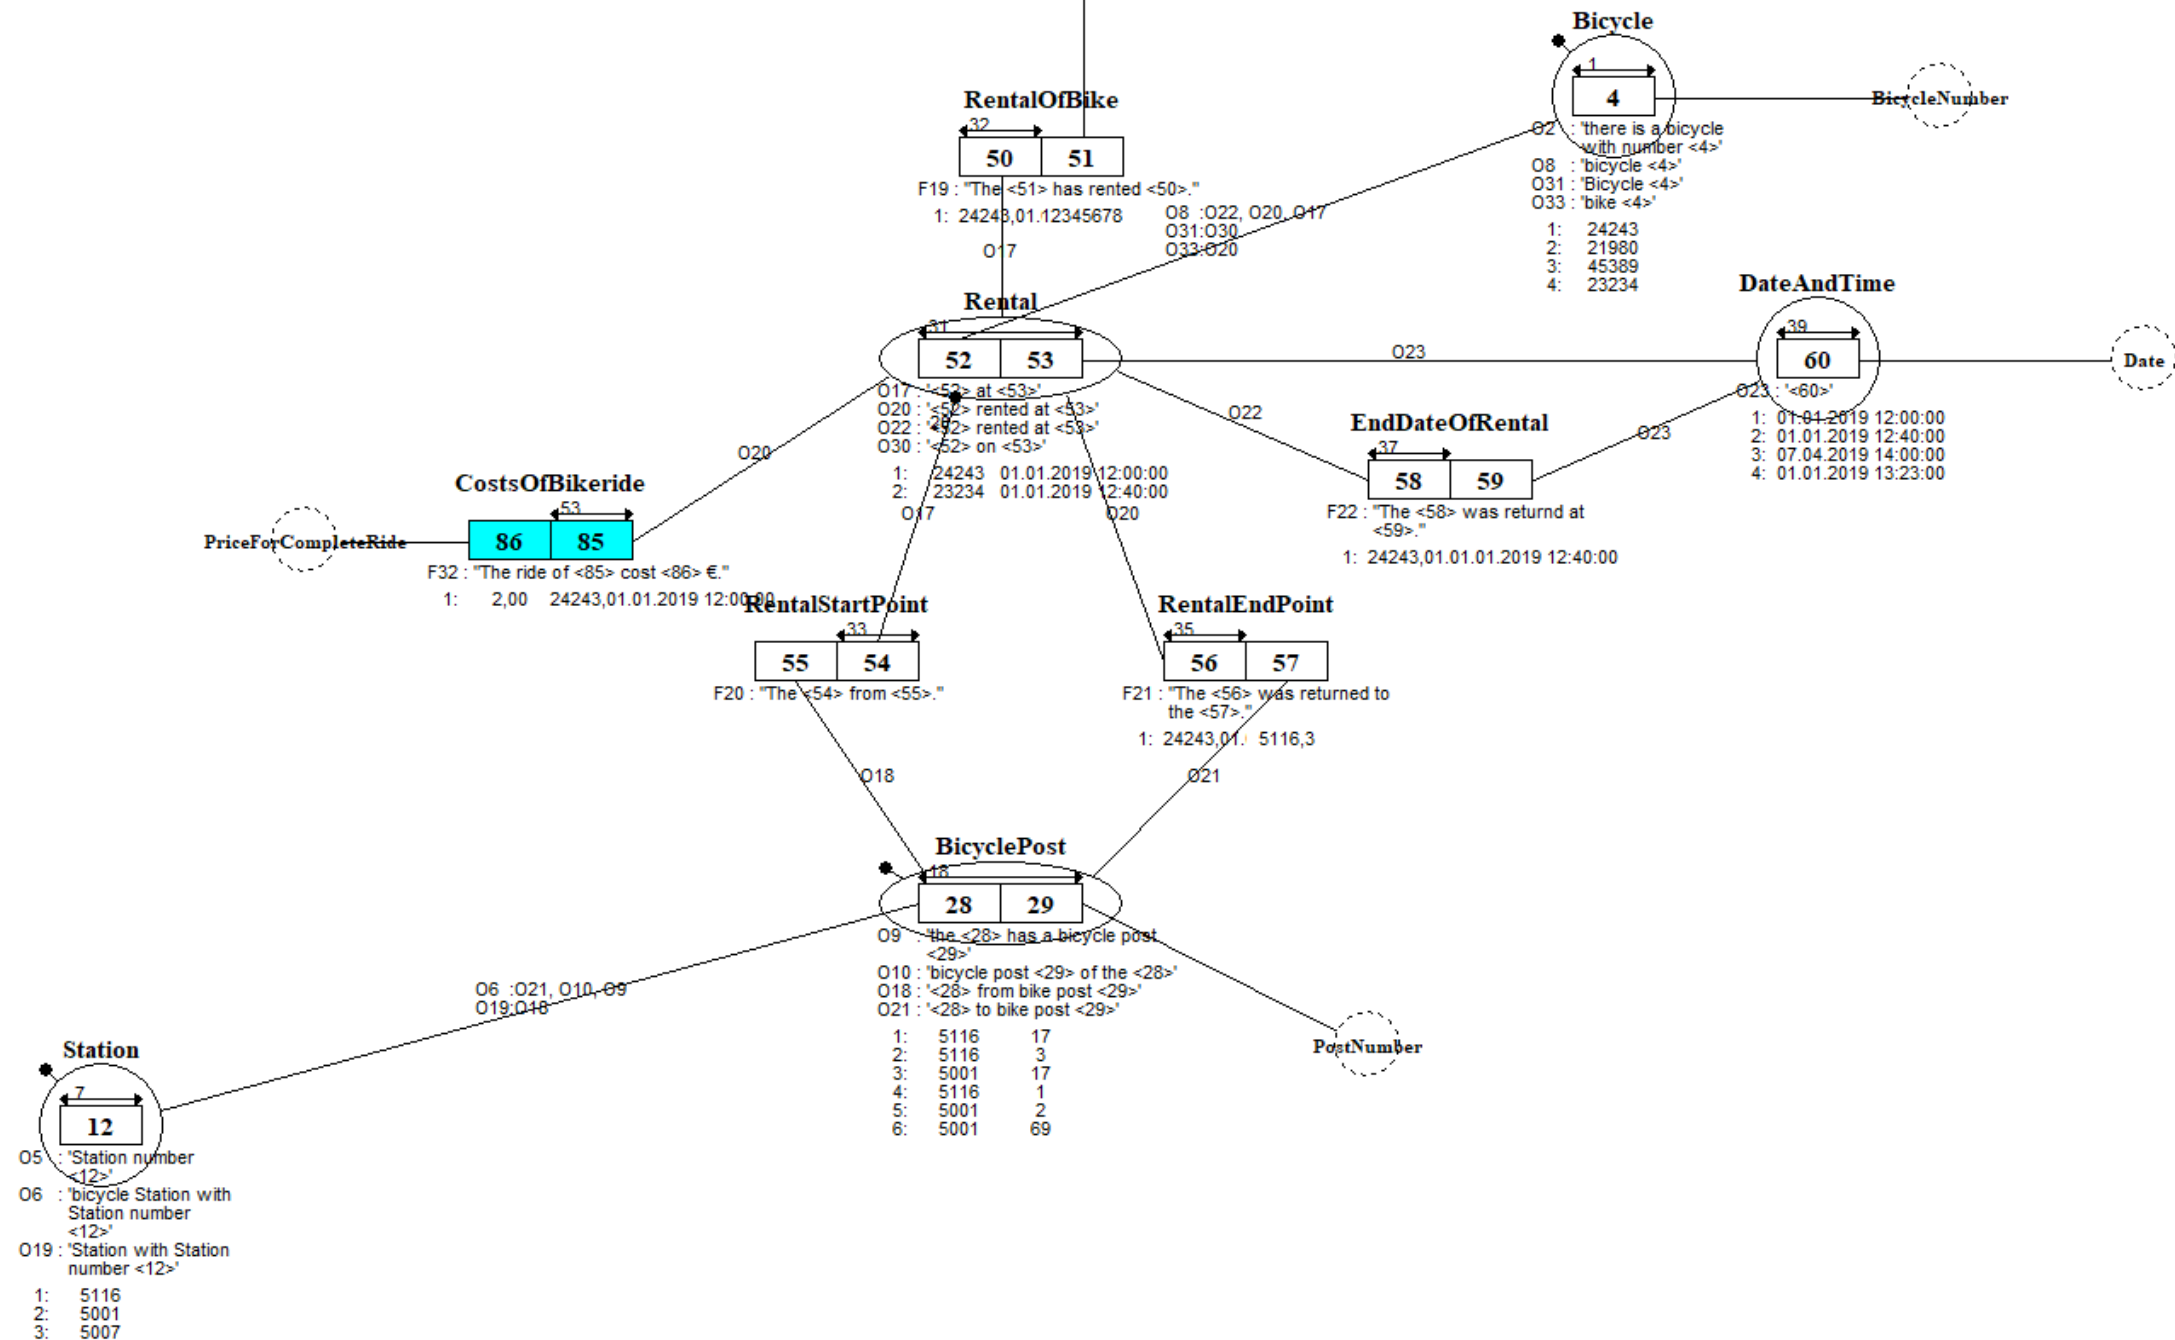 Bicycle
1
4
BicycleNumber
O2 : 'there is a bicycle
with number <4>'
O8 : 'bicycle <4>'
O31 : 'Bicycle <4>'
O33 : 'bike <4>'
1: 24243
2: 21980
3: 45389
4: 23234
RentalOfBike
32
50 51
F19 : "The <51> has rented <50>."
1: 24243,01. 12345678
O17
O8 :O22, O20, O17
O31:O30
O33:O20
Rental
31
52 53
O17 : '<52> at <53>'
O20 : '<52> rented at <53>'
O22 : '<52> rented at <53>'
O30 : '<52> on <53>'
1: 24243 01.01.2019 12:00:00
2: 23234 01.01.2019 12:40:00
O23
DateAndTime
39
60
Date
O23 : '<60>'
1: 01.01.2019 12:00:00
2: 01.01.2019 12:40:00
3: 07.04.2019 14:00:00
4: 01.01.2019 13:23:00
O22
O23
EndDateOfRental
37
58 59
F22 : "The <58> was returnd at
<59>."
1: 24243,01.01.01.2019 12:40:00
O20
CostsOfBikeride
53
86 85
PriceForCompleteRide
F32 : "The ride of <85> cost <86> €."
1: 2,00 24243,01.01.2019 12:00:00
O17
O20
RentalStartPoint
33
55 54
F20 : "The <54> from <55>."
RentalEndPoint
35
56 57
F21 : "The <56> was returned to
the <57>."
1: 24243,01. 5116,3
O18
O21
BicyclePost
18
28 29
O9 : 'the <28> has a bicycle post
<29>'
O10 : 'bicycle post <29> of the <28>'
O18 : '<28> from bike post <29>'
O21 : '<28> to bike post <29>'
1: 5116 17
2: 5116 3
3: 5001 17
4: 5116 1
5: 5001 2
6: 5001 69
PostNumber
O6 :O21, O10, O9
O19:O18
Station
7
12
O5 : 'Station number
<12>'
O6 : 'bicycle Station with
Station number
<12>'
O19 : 'Station with Station
number <12>'
1: 5116
2: 5001
3: 5007